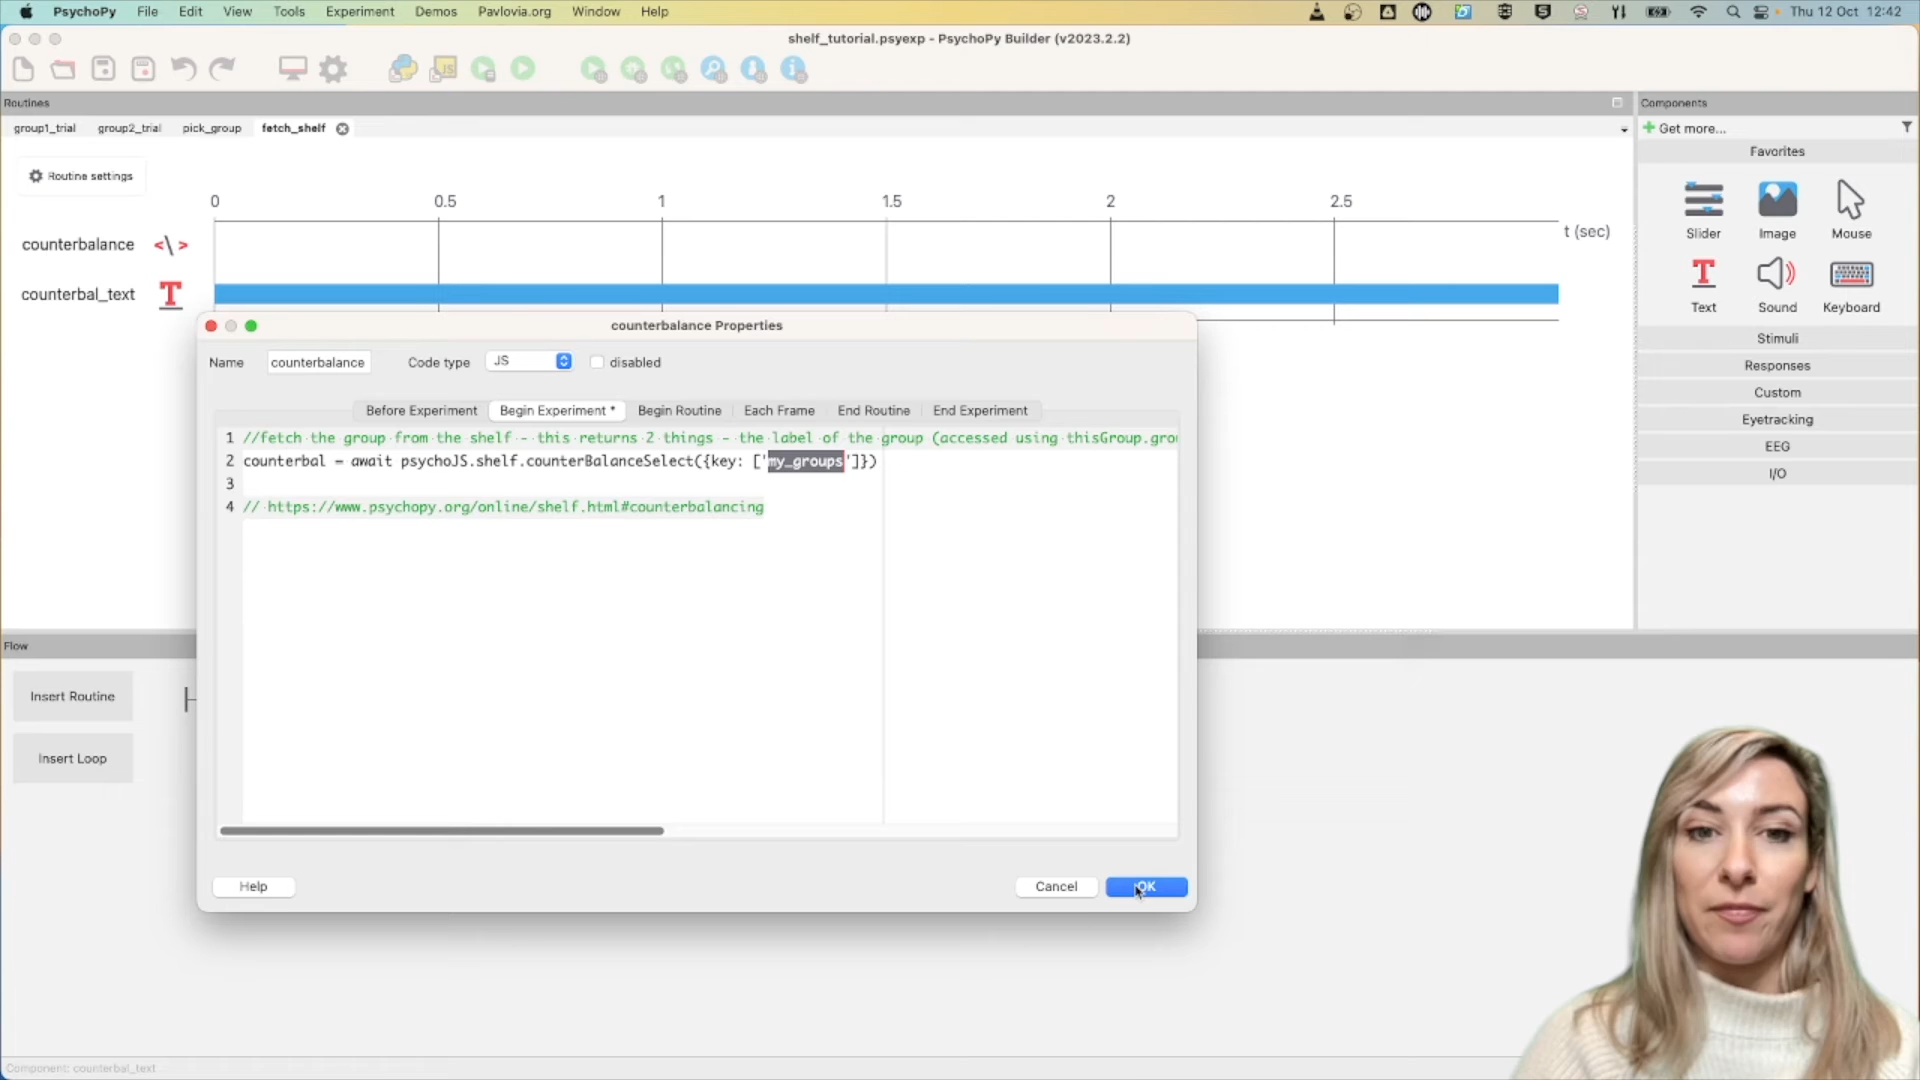 PsychoPy File Edit View Tools Experiment Demos Pavlovia.org Window Help Thu 12 Oct 12:42
shelf_tutorial.psyexp - PsychoPy Builder (v2023.2.2)
Routines
Components
group1_trial group2_trial pick_group fetch_shelf
Get more...
Favorites
Routine settings
0 0.5 1 1.5 2 2.5
t (sec)
counterbalance
counterbal_text
Slider Image Mouse
Text Sound Keyboard
Stimuli
Responses
Custom
Eyetracking
EEG
I/O
counterbalance Properties
Name counterbalance Code type JS disabled
Before Experiment Begin Experiment * Begin Routine Each Frame End Routine End Experiment
1 //fetch the group from the shelf - this returns 2 things - the label of the group (accessed using thisGroup.grou
2 counterbal = await psychoJS.shelf.counterBalanceSelect({key: ['my_groups']})
3
4 // https://www.psychopy.org/online/shelf.html#counterbalancing
Help Cancel OK
Flow
Insert Routine
Insert Loop
Component: counterbal_text